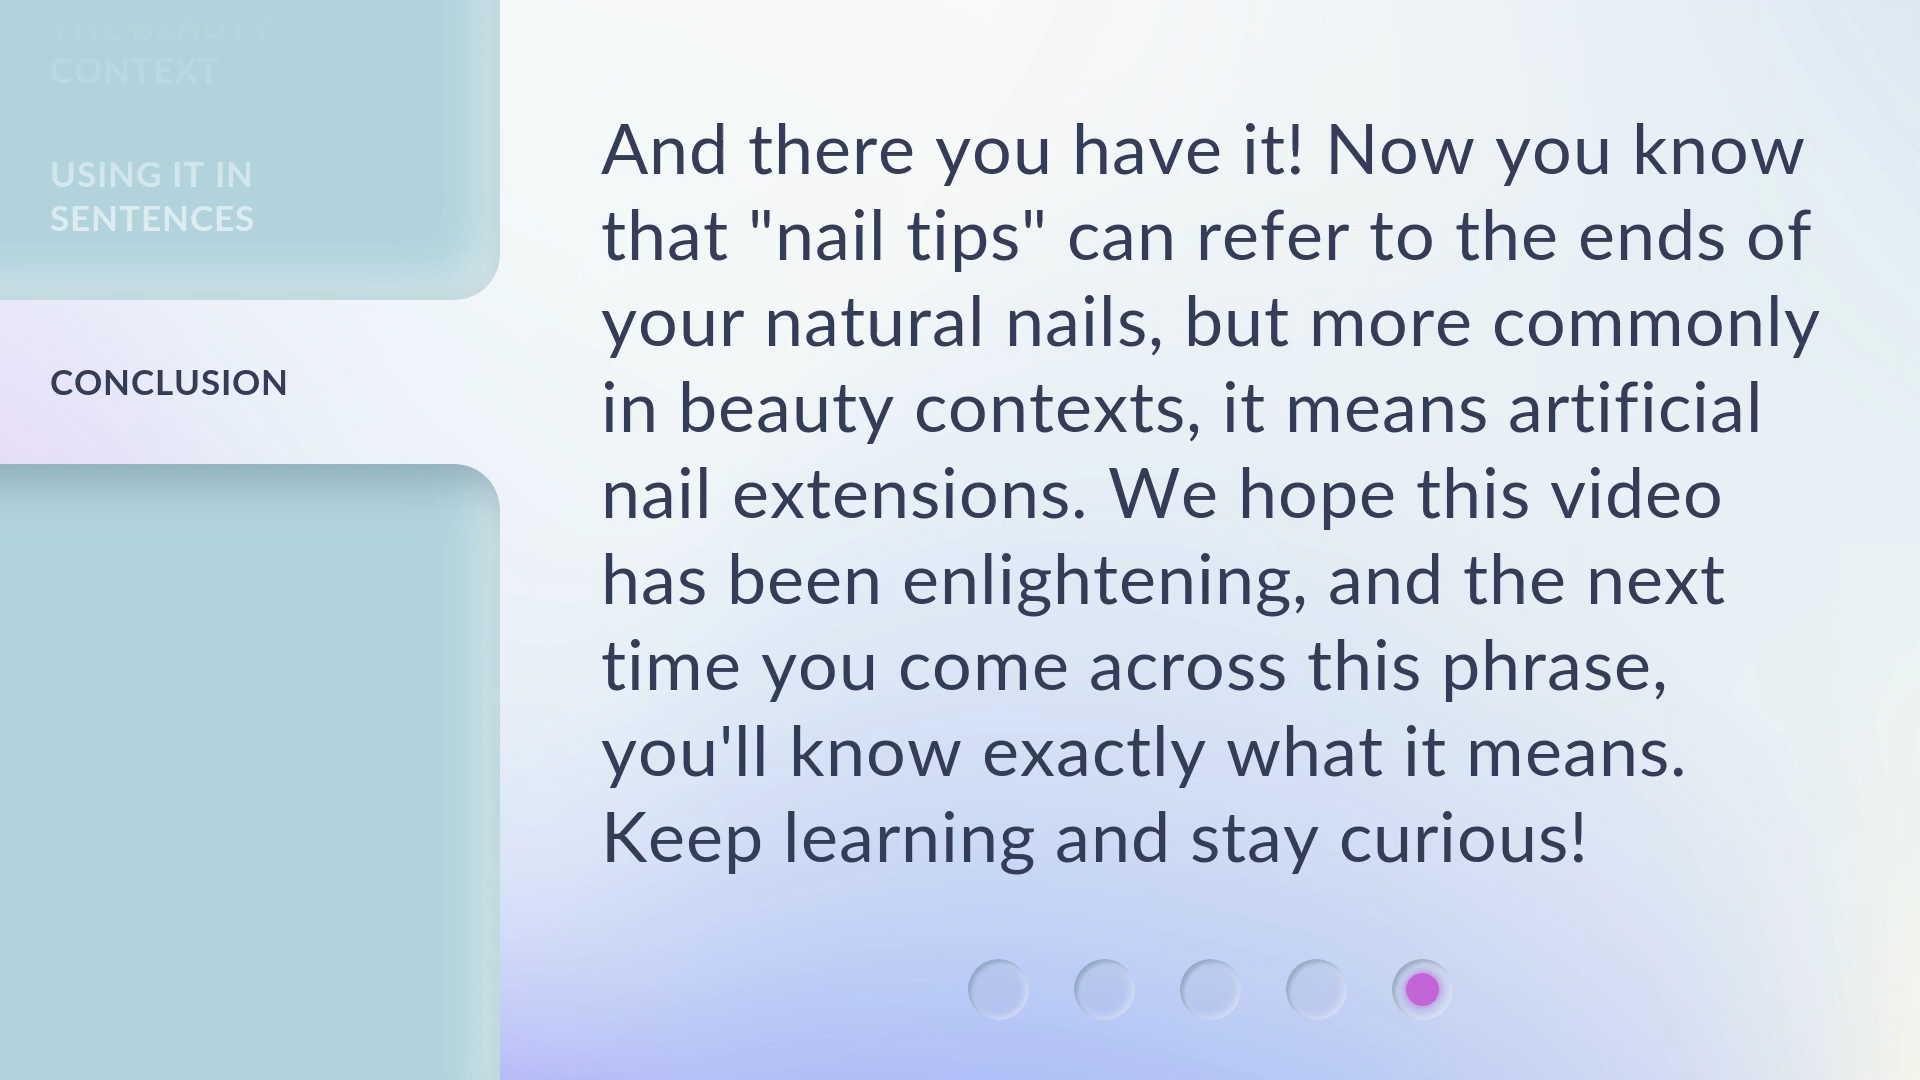 THE BEAUTY
CONTEXT
USING IT IN
SENTENCES
CONCLUSION
And there you have it! Now you know
that "nail tips" can refer to the ends of
your natural nails, but more commonly
in beauty contexts, it means artificial
nail extensions. We hope this video
has been enlightening, and the next
time you come across this phrase,
you'll know exactly what it means.
Keep learning and stay curious!